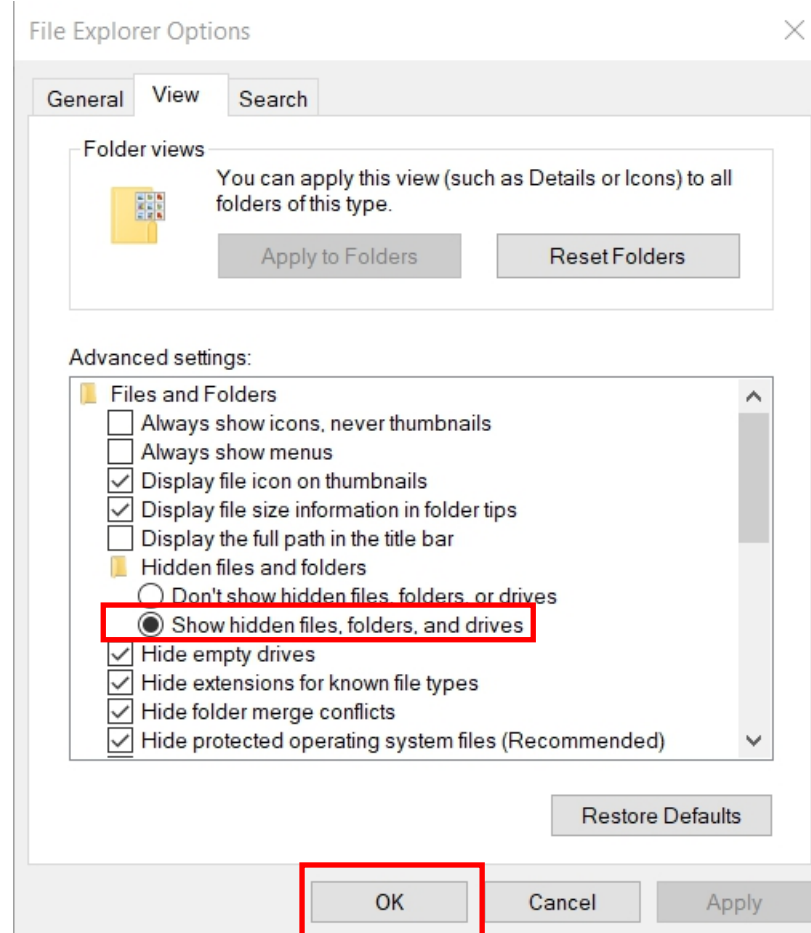 File Explorer Options
General View Search
Folder views
You can apply this view (such as Details or Icons) to all
folders of this type.
Apply to Folders Reset Folders
Advanced settings:
Files and Folders
Always show icons, never thumbnails
Always show menus
Display file icon on thumbnails
Display file size information in folder tips
Display the full path in the title bar
Hidden files and folders
Don't show hidden files, folders, or drives
Show hidden files, folders, and drives
Hide empty drives
Hide extensions for known file types
Hide folder merge conflicts
Hide protected operating system files (Recommended)
Restore Defaults
OK Cancel Apply